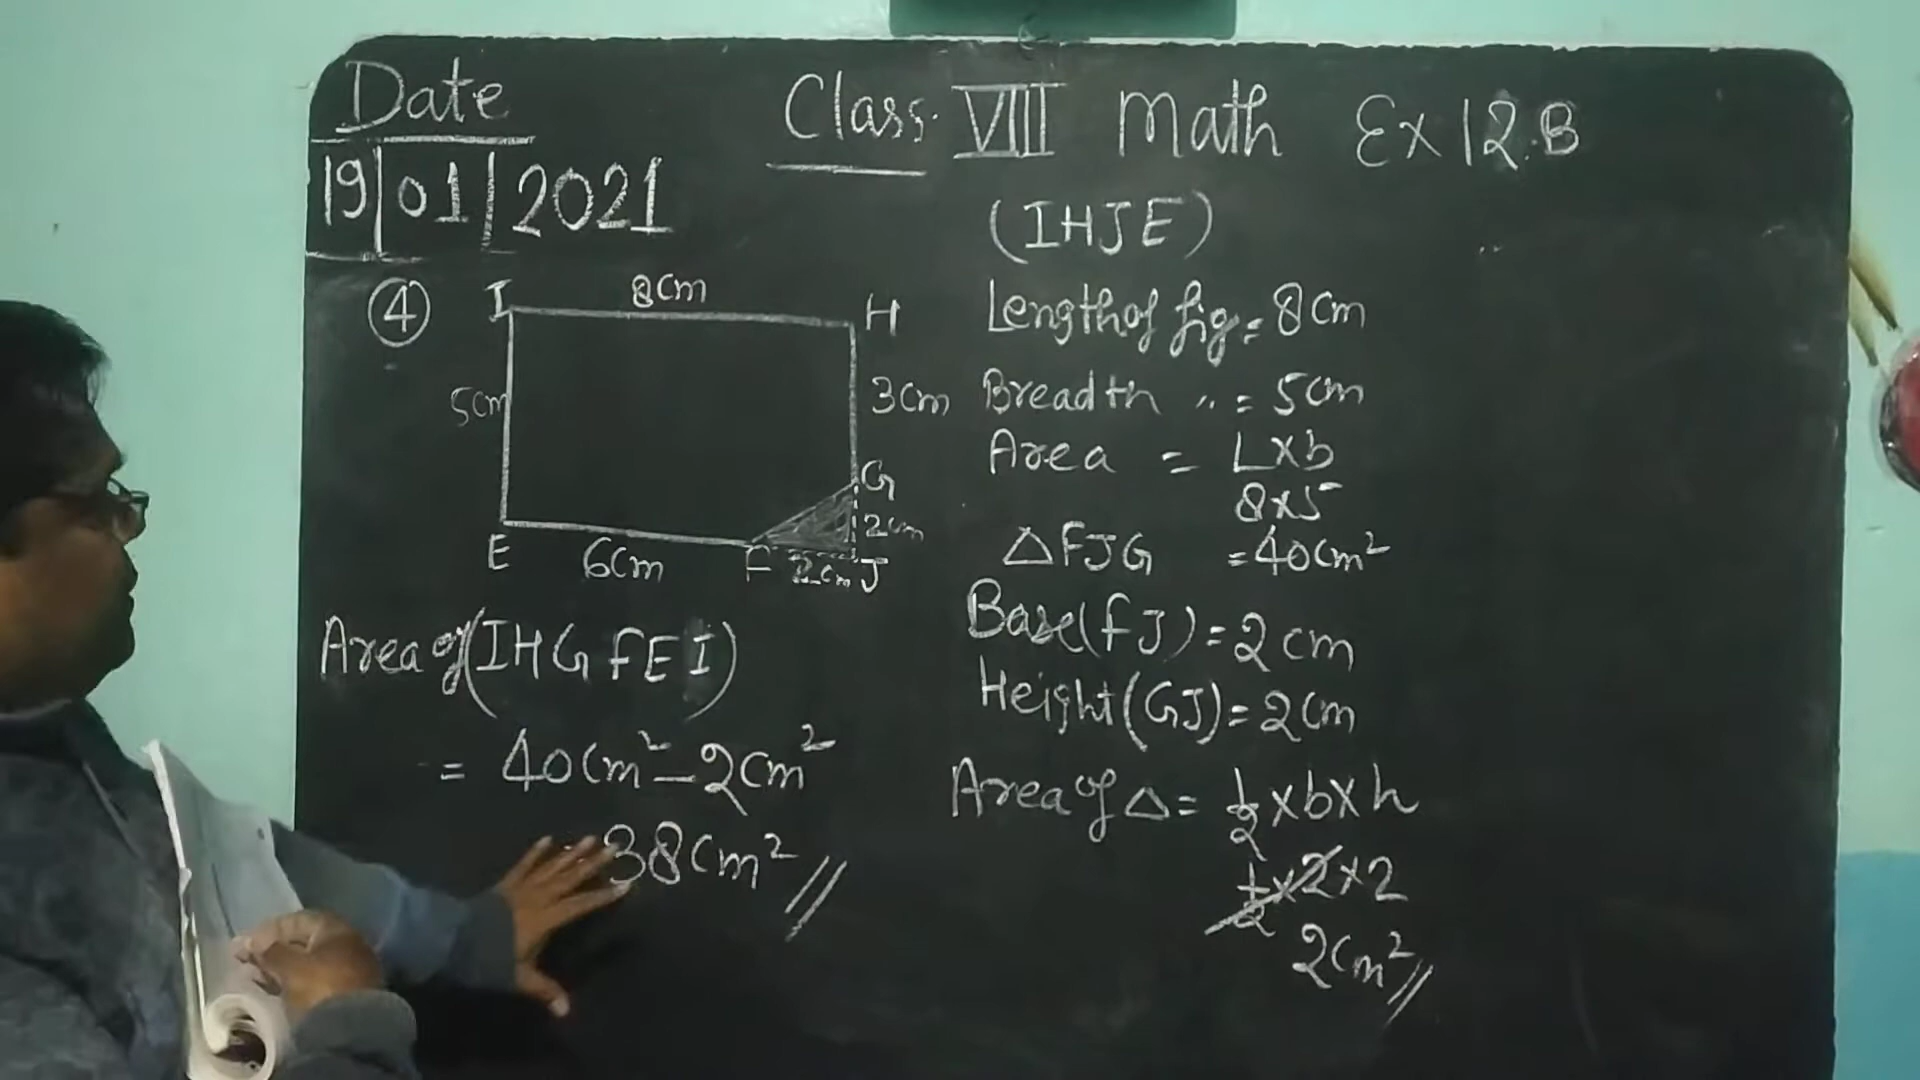 Date
19/01/2021
Class. VIII Math Ex 12.B
④
I
8cm
H
5cm
3cm
G
2cm
E
6cm
F
2cm
J
Area of (IHGFEI)
= 40cm² - 2cm²
38cm²
(IHJE)
Length of fig = 8cm
Breadth " = 5cm
Area = L×b
8×5
△FJG = 40cm²
Base(FJ) = 2cm
Height(GJ) = 2cm
Area of △ = 1/2 × b × h
1/2 × 2 × 2
2cm²